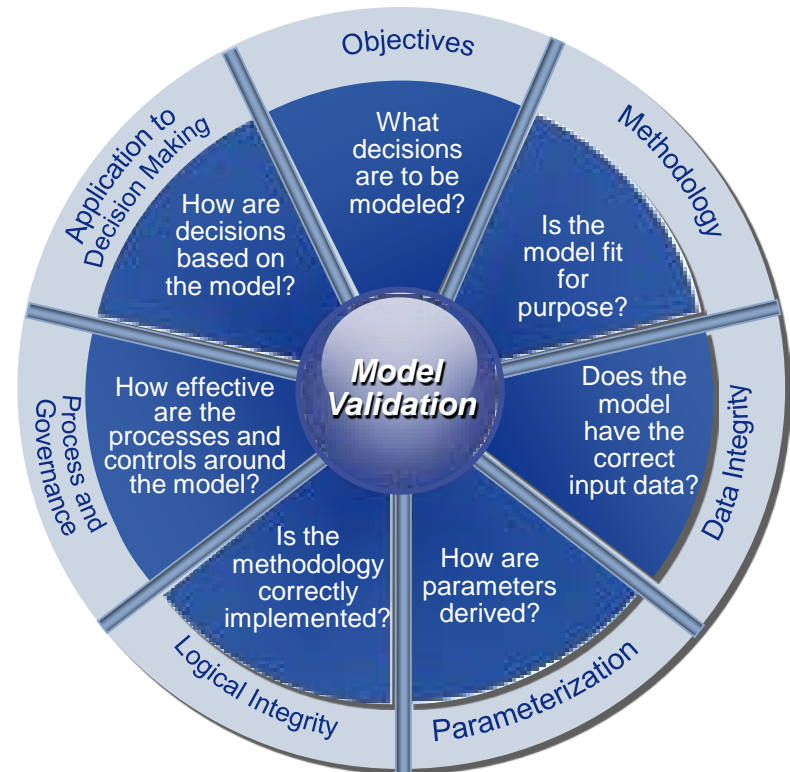 Objectives
What
decisions
are to be
modeled?
Methodology
Is the
model fit
for
purpose?
Data Integrity
Does the
model
have the
correct
input data?
Parameterization
How are
parameters
derived?
Logical Integrity
Is the
methodology
correctly
implemented?
Process and
Governance
How effective
are the
processes and
controls around
the model?
Application to
Decision Making
How are
decisions
based on
the model?
Model
Validation